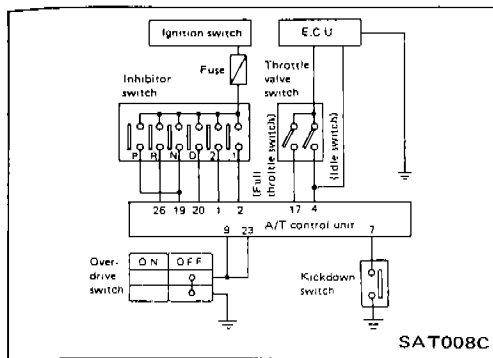 Ignition switch
E.C.U
Fuse
Throttle valve switch
Inhibitor switch
P R N D 2 1
(Full throttle switch)
(Idle switch)
26 19 20 1 2 17 4
A/T control unit
9 23 7
Over-drive switch
ON OFF
Kickdown switch
SAT008C